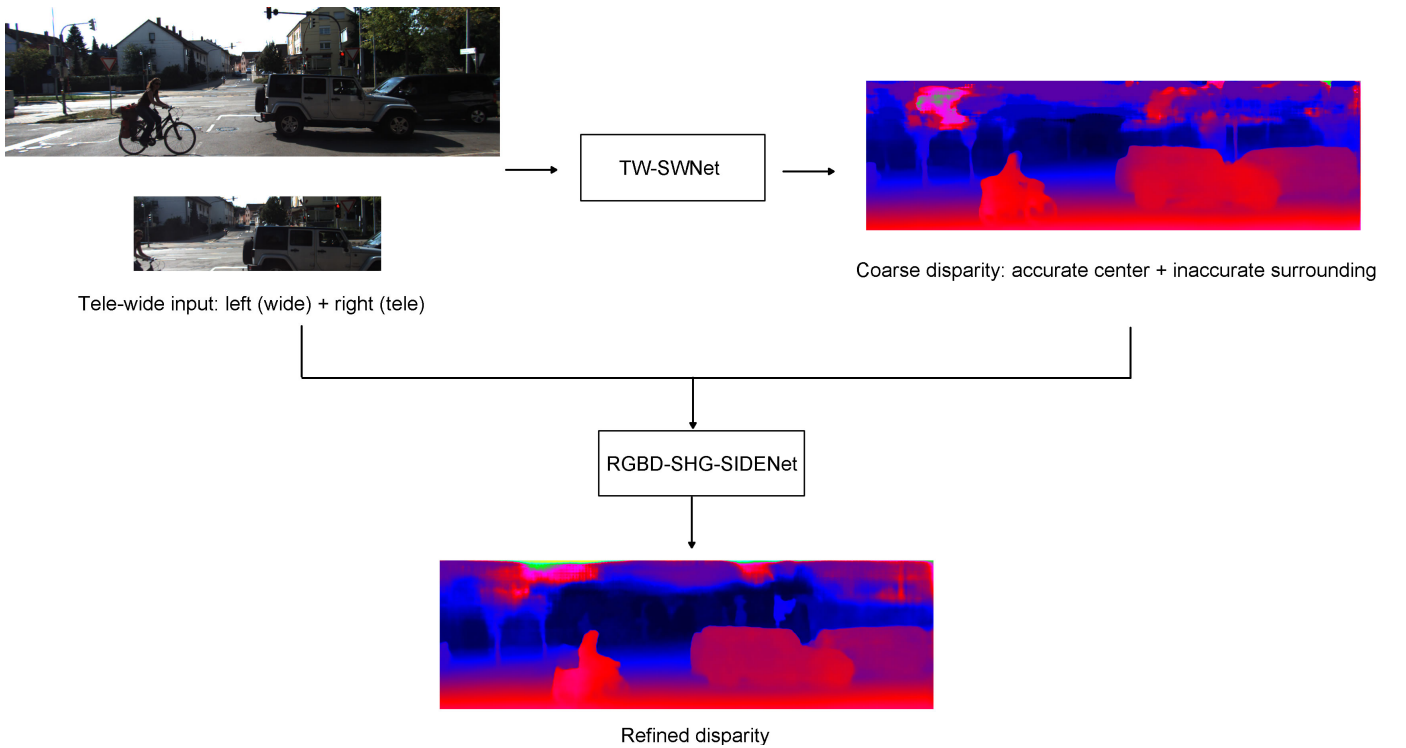 TW-SWNet
Coarse disparity: accurate center + inaccurate surrounding
Tele-wide input: left (wide) + right (tele)
RGBD-SHG-SIDENet
Refined disparity